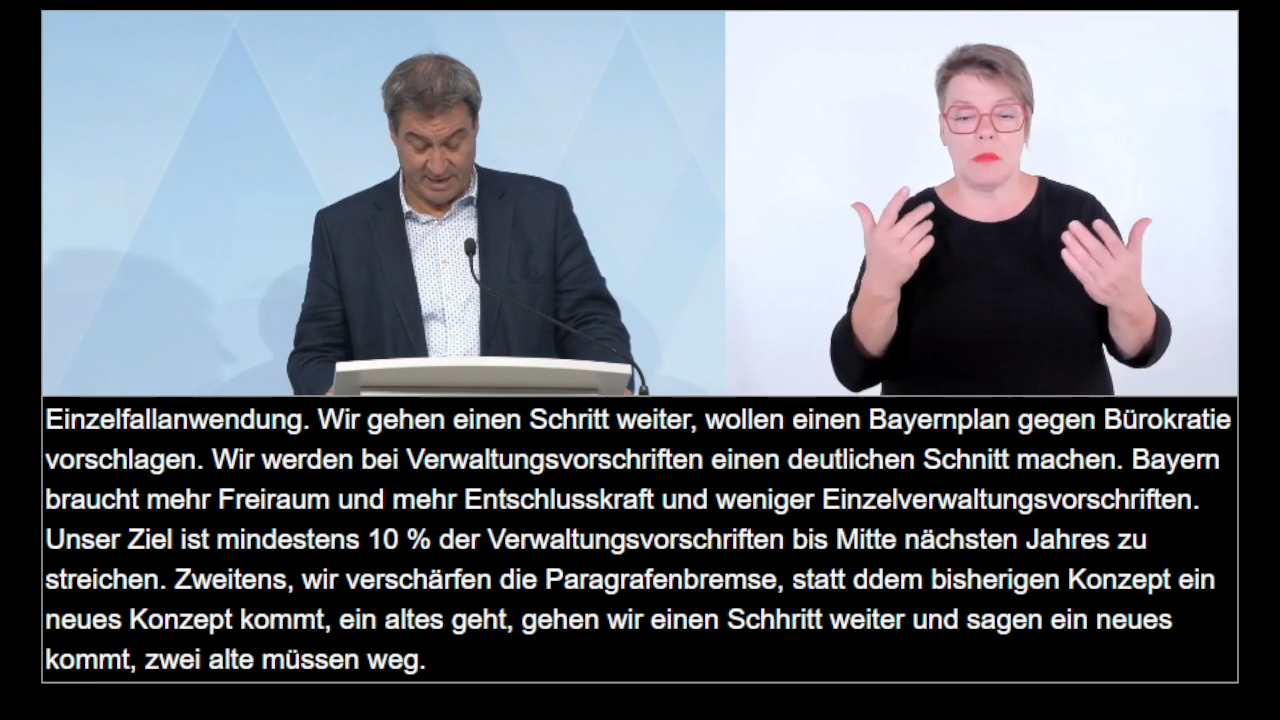 Einzelfallanwendung. Wir gehen einen Schritt weiter, wollen einen Bayernplan gegen Bürokratie
vorschlagen. Wir werden bei Verwaltungsvorschriften einen deutlichen Schnitt machen. Bayern
braucht mehr Freiraum und mehr Entschlusskraft und weniger Einzelverwaltungsvorschriften.
Unser Ziel ist mindestens 10 % der Verwaltungsvorschriften bis Mitte nächsten Jahres zu
streichen. Zweitens, wir verschärfen die Paragrafenbremse, statt ddem bisherigen Konzept ein
neues Konzept kommt, ein altes geht, gehen wir einen Schhritt weiter und sagen ein neues
kommt, zwei alte müssen weg.